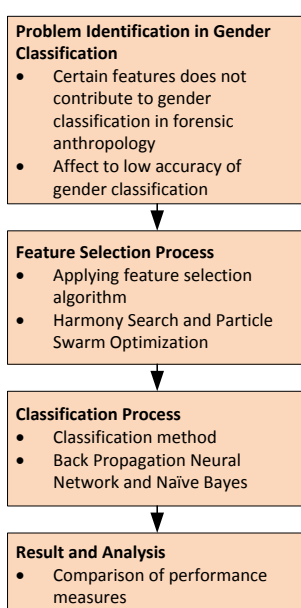 Problem Identification in Gender
Classification
• Certain features does not
contribute to gender
classification in forensic
anthropology
• Affect to low accuracy of
gender classification
Feature Selection Process
• Applying feature selection
algorithm
• Harmony Search and Particle
Swarm Optimization
Classification Process
• Classification method
• Back Propagation Neural
Network and Naïve Bayes
Result and Analysis
• Comparison of performance
measures